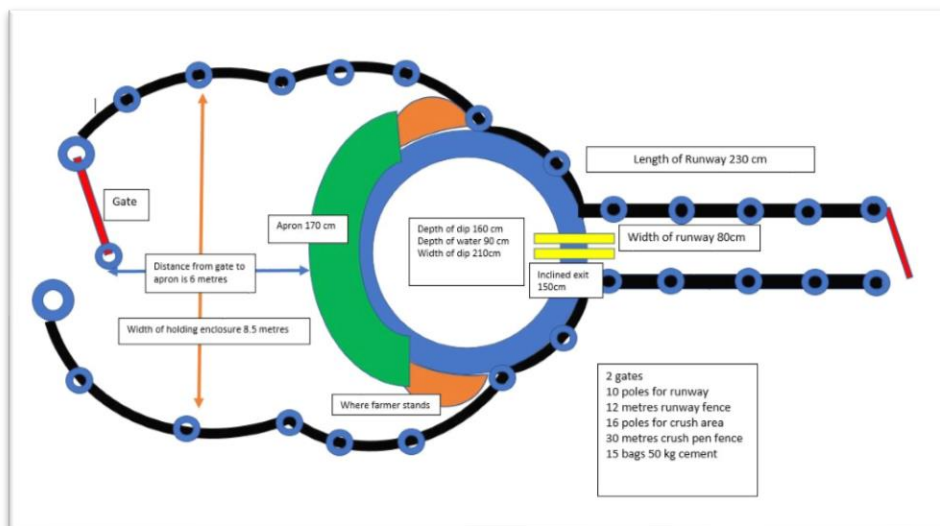 Gate
Apron 170 cm
Distance from gate to
apron is 6 metres
Width of holding enclosure 8.5 metres
Where farmer stands
Depth of dip 160 cm
Depth of water 90 cm
Width of dip 210cm
Length of Runway 230 cm
Width of runway 80cm
Inclined exit
150cm
2 gates
10 poles for runway
12 metres runway fence
16 poles for crush area
30 metres crush pen fence
15 bags 50 kg cement